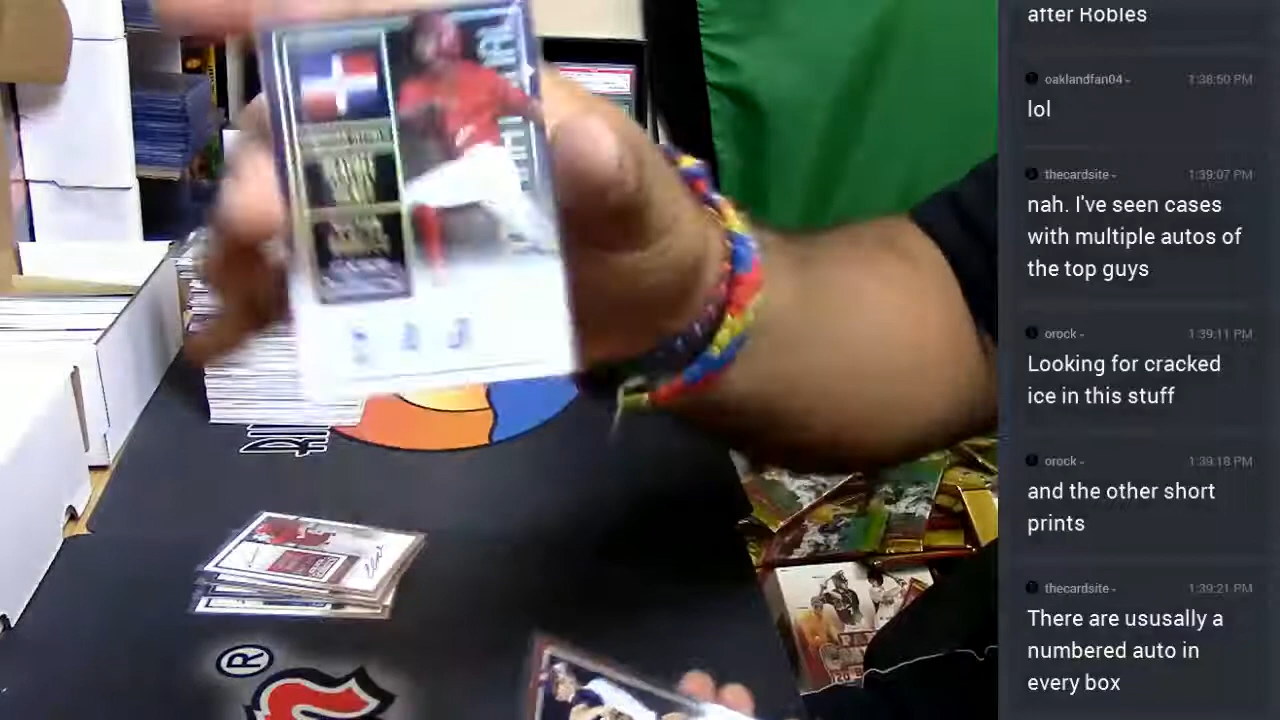 after Robles
oaklandfan04 - 1:38:50 PM
lol
thecardsite - 1:39:07 PM
nah. I've seen cases
with multiple autos of
the top guys
orock - 1:39:11 PM
Looking for cracked
ice in this stuff
orock - 1:39:18 PM
and the other short
prints
thecardsite - 1:39:21 PM
There are ususally a
numbered auto in
every box
®